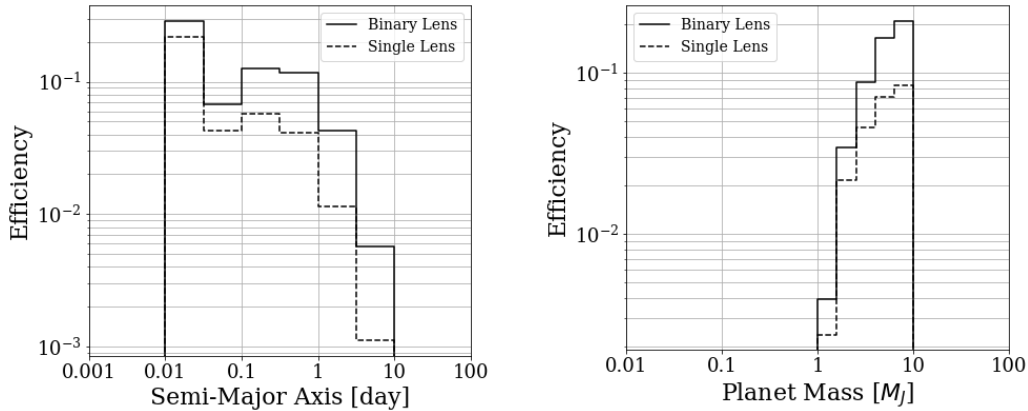 Binary Lens
Single Lens
10⁻¹
10⁻²
10⁻³
0.001 0.01 0.1 1 10 100
Semi-Major Axis [day]
Efficiency
Binary Lens
Single Lens
10⁻¹
10⁻²
0.01 0.1 1 10 100
Planet Mass [M_J]
Efficiency